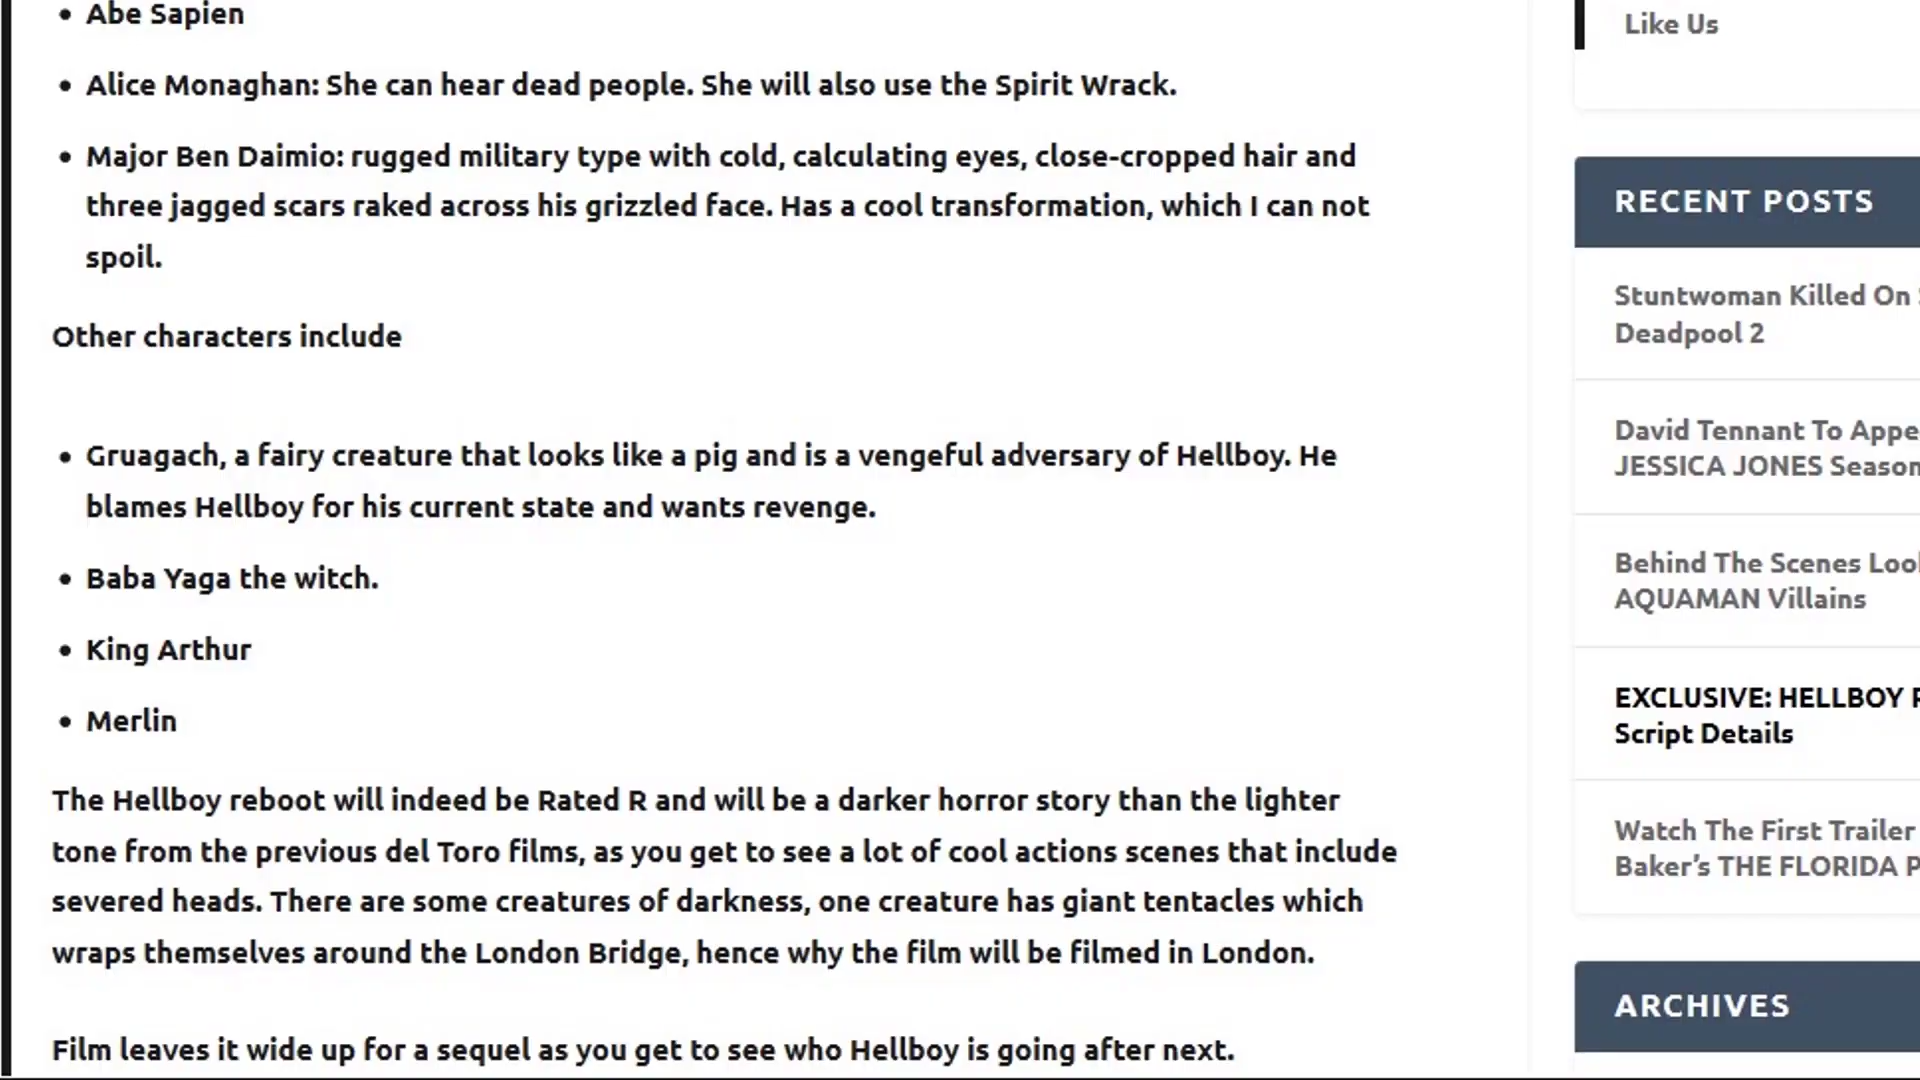 • Abe Sapien
• Alice Monaghan: She can hear dead people. She will also use the Spirit Wrack.
• Major Ben Daimio: rugged military type with cold, calculating eyes, close-cropped hair and
three jagged scars raked across his grizzled face. Has a cool transformation, which I can not
spoil.
Other characters include
• Gruagach, a fairy creature that looks like a pig and is a vengeful adversary of Hellboy. He
blames Hellboy for his current state and wants revenge.
• Baba Yaga the witch.
• King Arthur
• Merlin
The Hellboy reboot will indeed be Rated R and will be a darker horror story than the lighter
tone from the previous del Toro films, as you get to see a lot of cool actions scenes that include
severed heads. There are some creatures of darkness, one creature has giant tentacles which
wraps themselves around the London Bridge, hence why the film will be filmed in London.
Film leaves it wide up for a sequel as you get to see who Hellboy is going after next.
Like Us
RECENT POSTS
Stuntwoman Killed On
Deadpool 2
David Tennant To
JESSICA JONES
Behind The Scenes
AQUAMAN Villains
EXCLUSIVE: HELLBOY
Script Details
Watch The First Trailer
Baker's THE FLORIDA
ARCHIVES